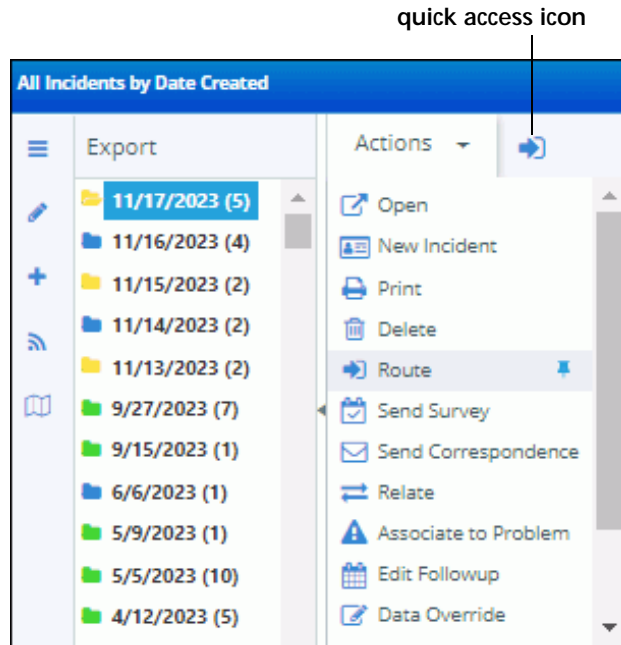 quick access icon
All Incidents by Date Created
Export
Actions
11/17/2023 (5)
11/16/2023 (4)
11/15/2023 (2)
11/14/2023 (2)
11/13/2023 (2)
9/27/2023 (7)
9/15/2023 (1)
6/6/2023 (1)
5/9/2023 (1)
5/5/2023 (10)
4/12/2023 (5)
Open
New Incident
Print
Delete
Route
Send Survey
Send Correspondence
Relate
Associate to Problem
Edit Followup
Data Override